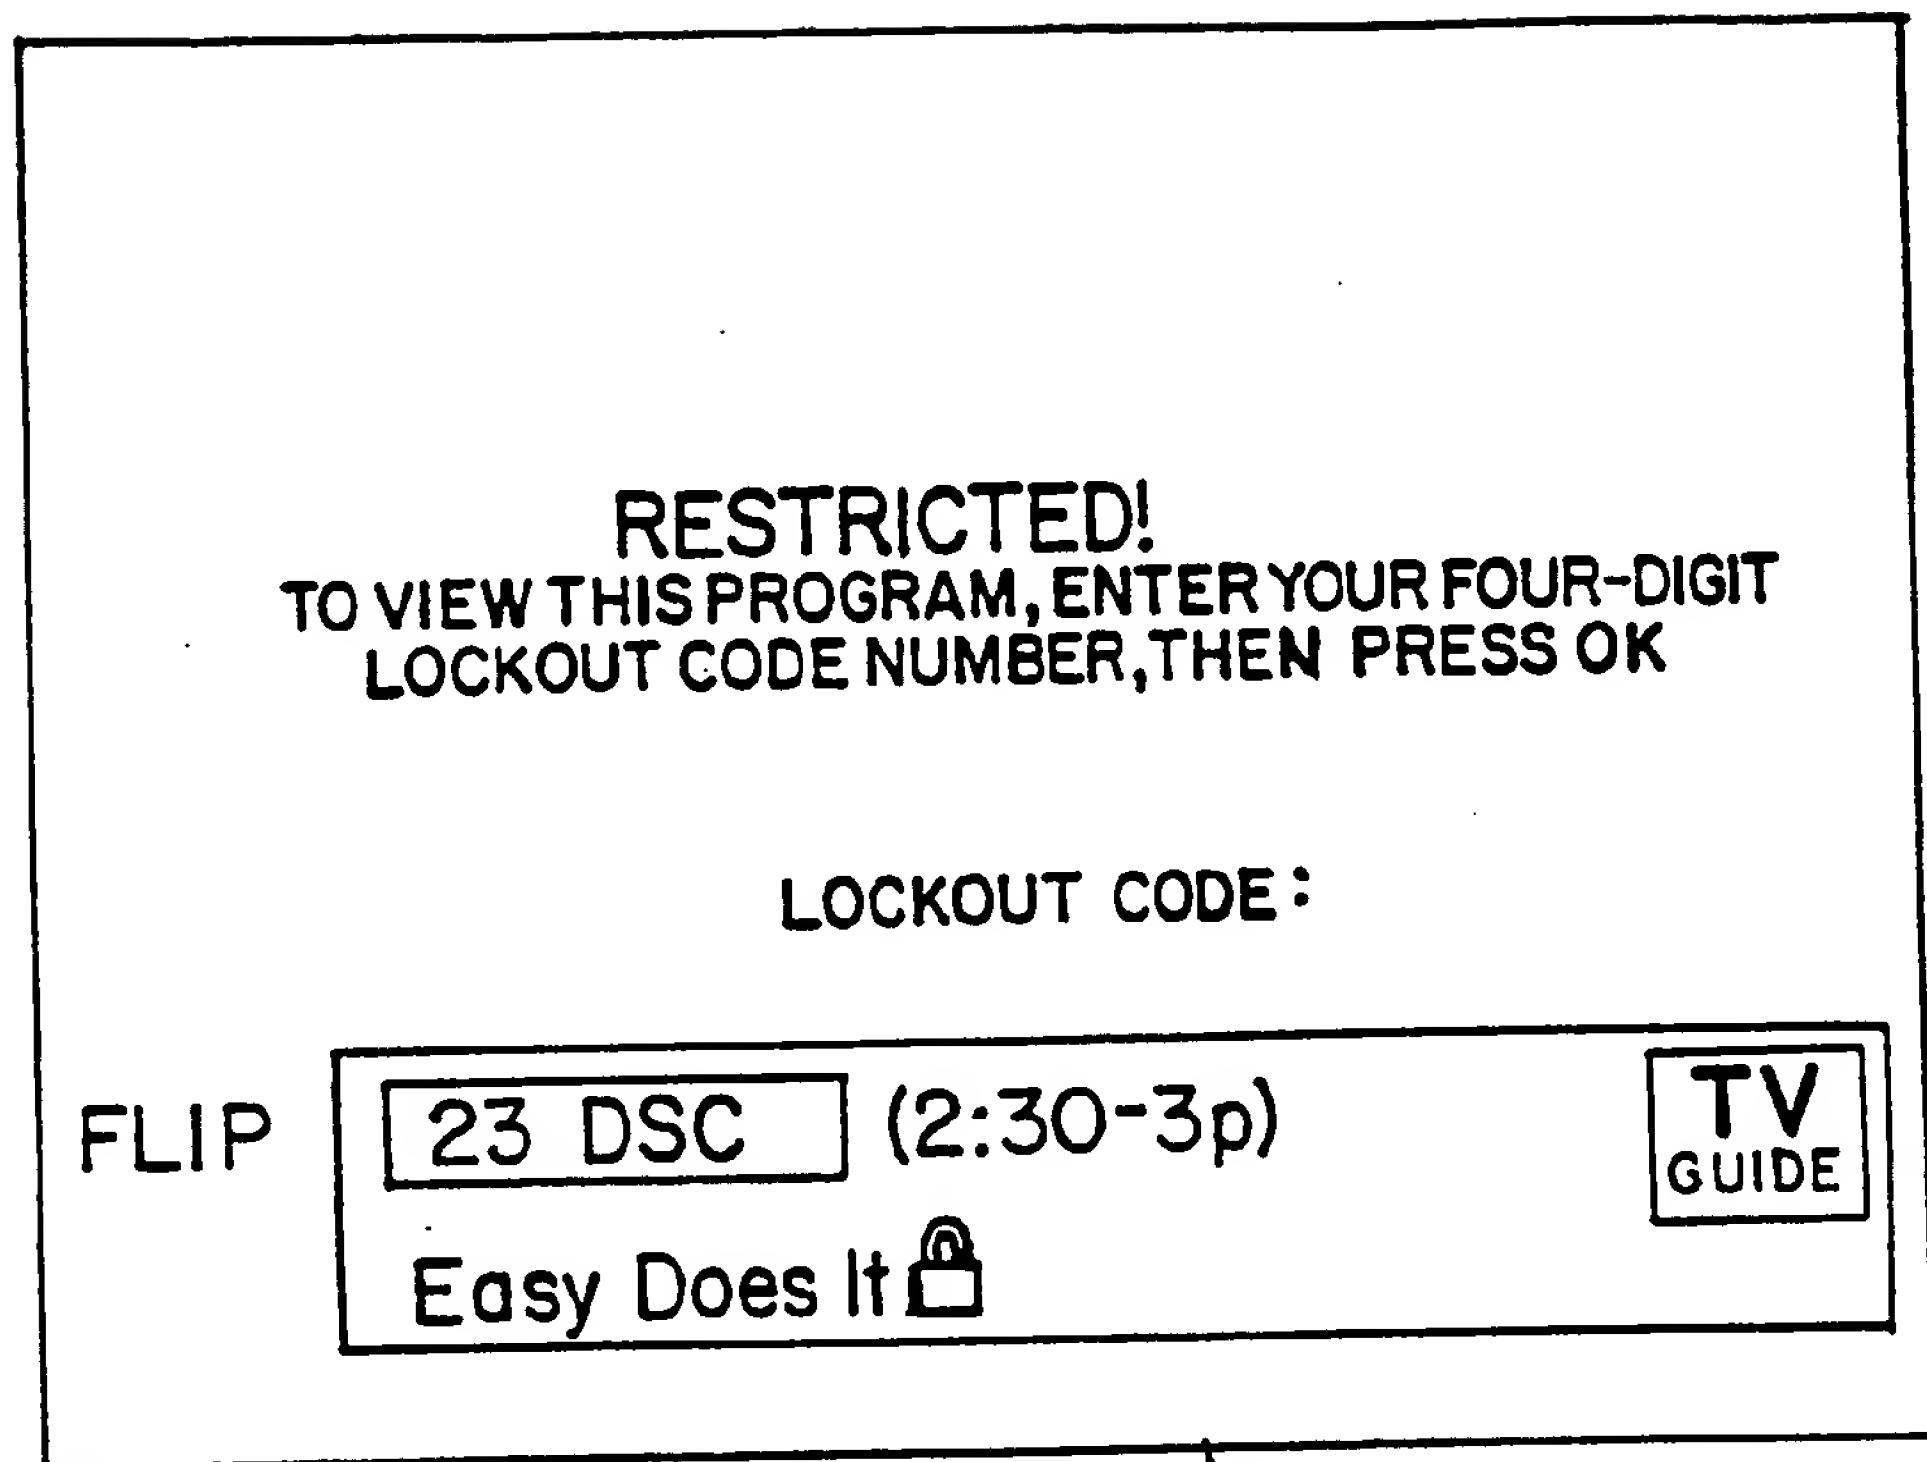 RESTRICTED!
TO VIEW THIS PROGRAM, ENTER YOUR FOUR-DIGIT
LOCKOUT CODE NUMBER, THEN PRESS OK
LOCKOUT CODE:
FLIP
23 DSC (2:30-3p)
TV
GUIDE
Easy Does It